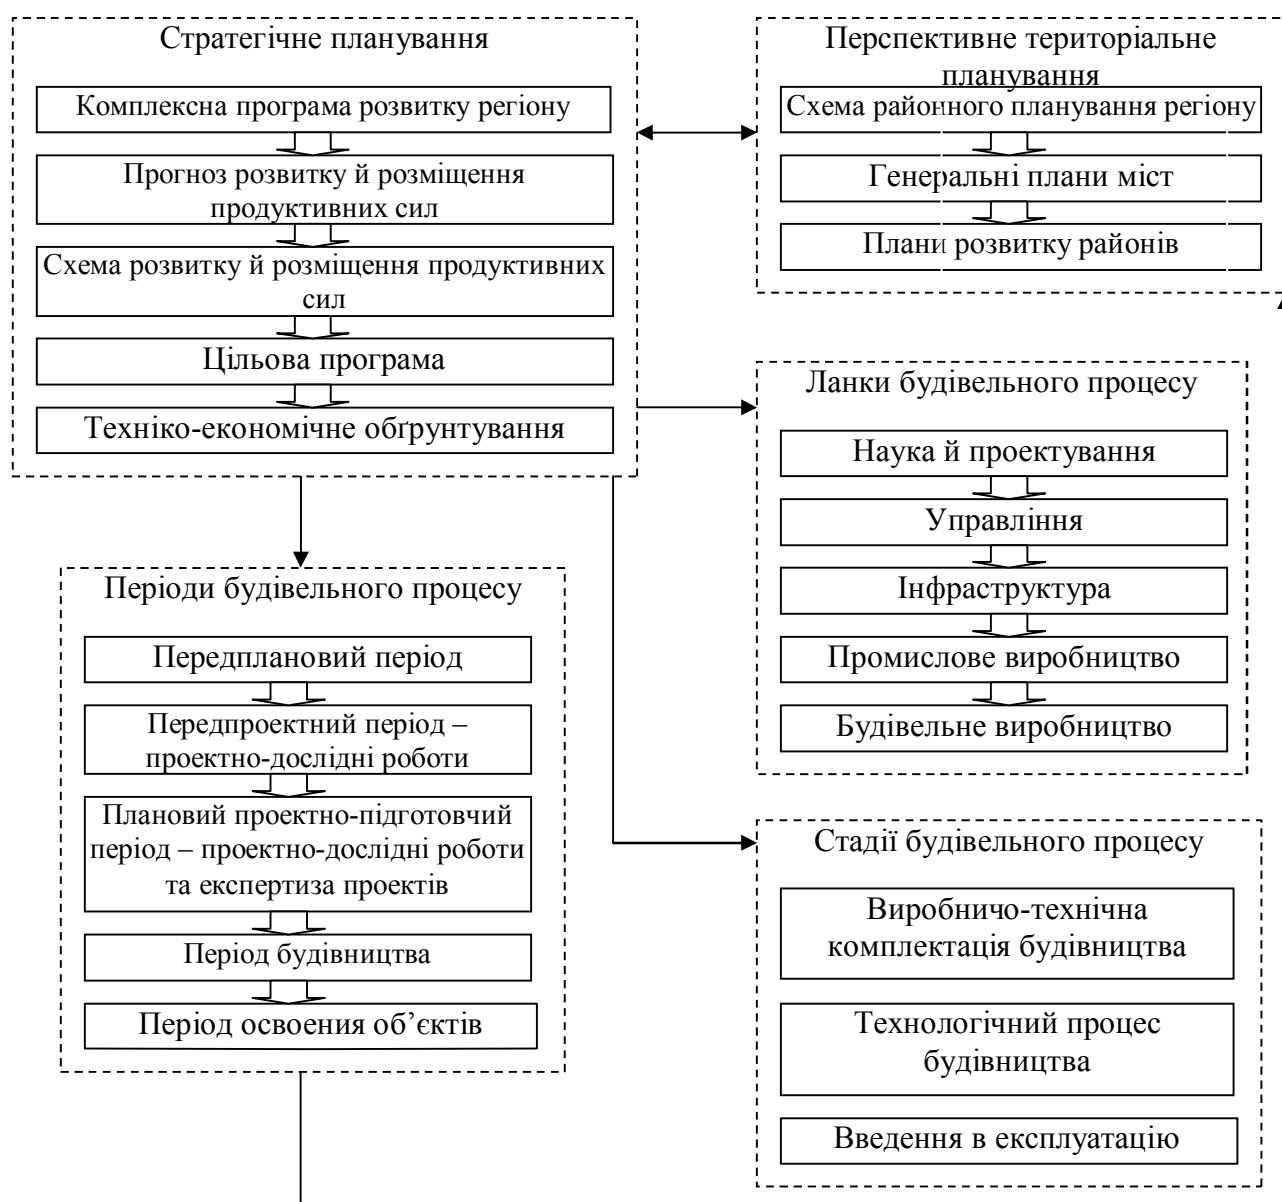 Стратегічне планування
Комплексна програма розвитку регіону
Прогноз розвитку й розміщення
продуктивних сил
Схема розвитку й розміщення продуктивних
сил
Цільова програма
Техніко-економічне обґрунтування
Перспективне територіальне
планування
Схема районного планування регіону
Генеральні плани міст
Плани розвитку районів
Ланки будівельного процесу
Наука й проектування
Управління
Інфраструктура
Промислове виробництво
Будівельне виробництво
Періоди будівельного процесу
Передплановий період
Передпроектний період –
проектно-дослідні роботи
Плановий проектно-підготовчий
період – проектно-дослідні роботи
та експертиза проектів
Період будівництва
Період освоения об’єктів
Стадії будівельного процесу
Виробничо-технічна
комплектація будівництва
Технологічний процес
будівництва
Введення в експлуатацію